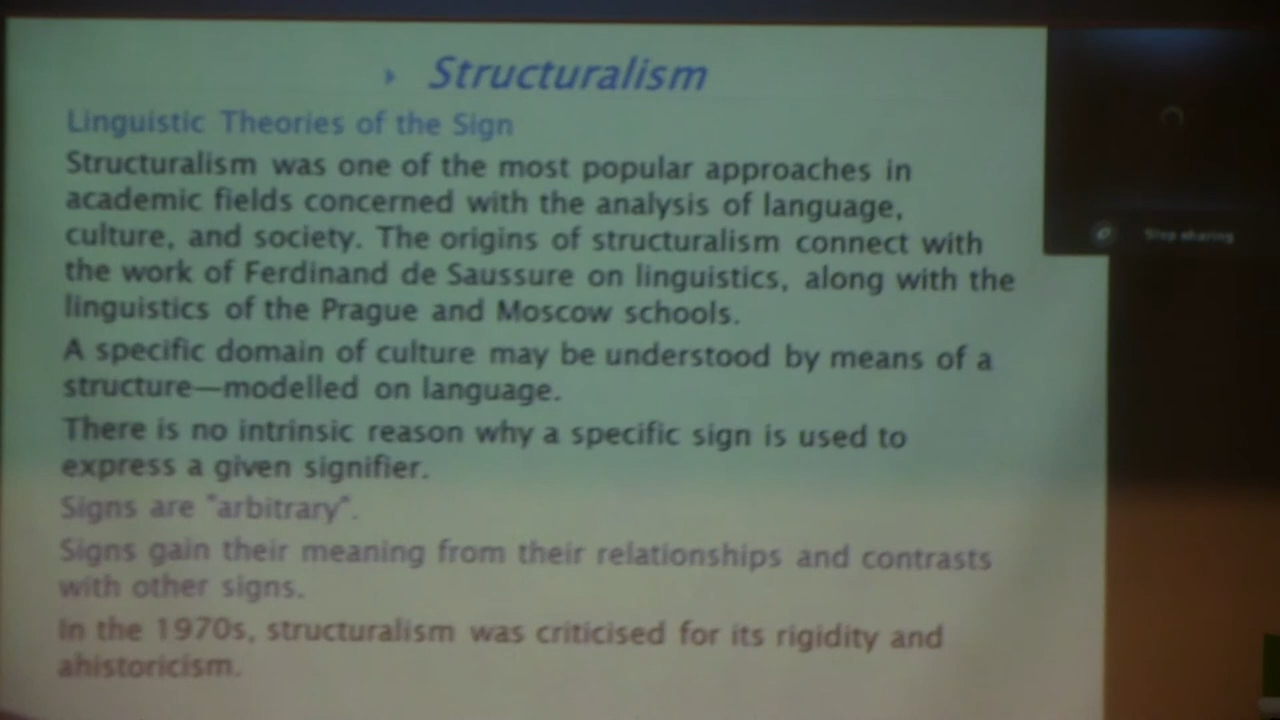 Structuralism
Linguistic Theories of the Sign
Structuralism was one of the most popular approaches in
academic fields concerned with the analysis of language,
culture, and society. The origins of structuralism connect with
the work of Ferdinand de Saussure on linguistics, along with the
linguistics of the Prague and Moscow schools.
A specific domain of culture may be understood by means of a
structure—modelled on language.
There is no intrinsic reason why a specific sign is used to
express a given signifier.
Signs are "arbitrary".
Signs gain their meaning from their relationships and contrasts
with other signs.
In the 1970s, structuralism was criticised for its rigidity and
ahistoricism.
Stop sharing